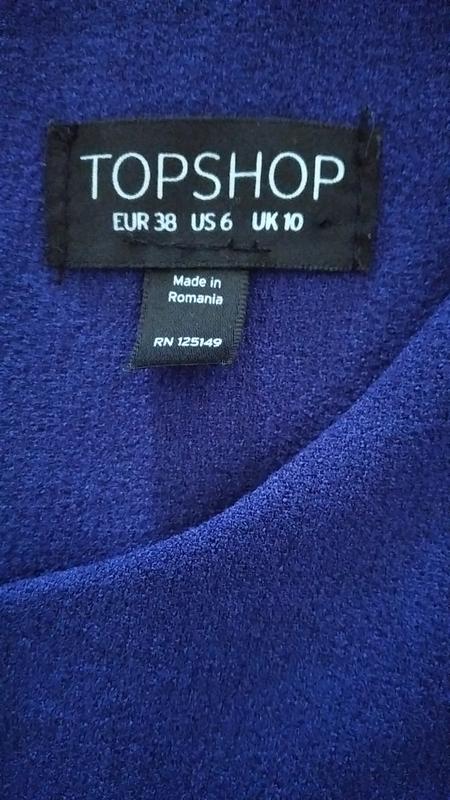 TOPSHOP
EUR 38 US 6 UK 10
Made in
Romania
RN 125149